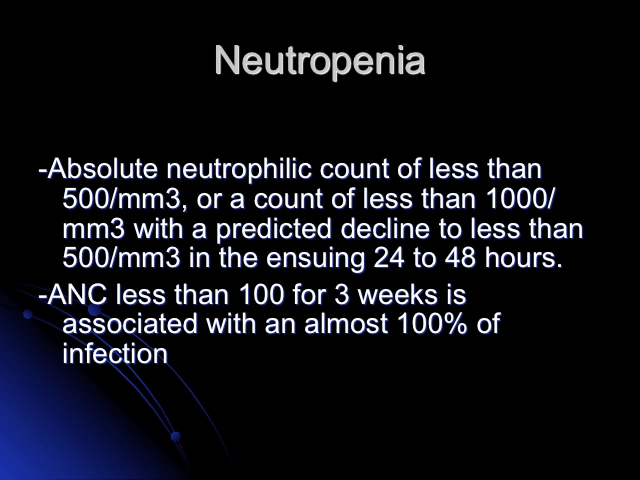 Neutropenia
-Absolute neutrophilic count of less than
500/mm3, or a count of less than 1000/
mm3 with a predicted decline to less than
500/mm3 in the ensuing 24 to 48 hours.
-ANC less than 100 for 3 weeks is
associated with an almost 100% of
infection